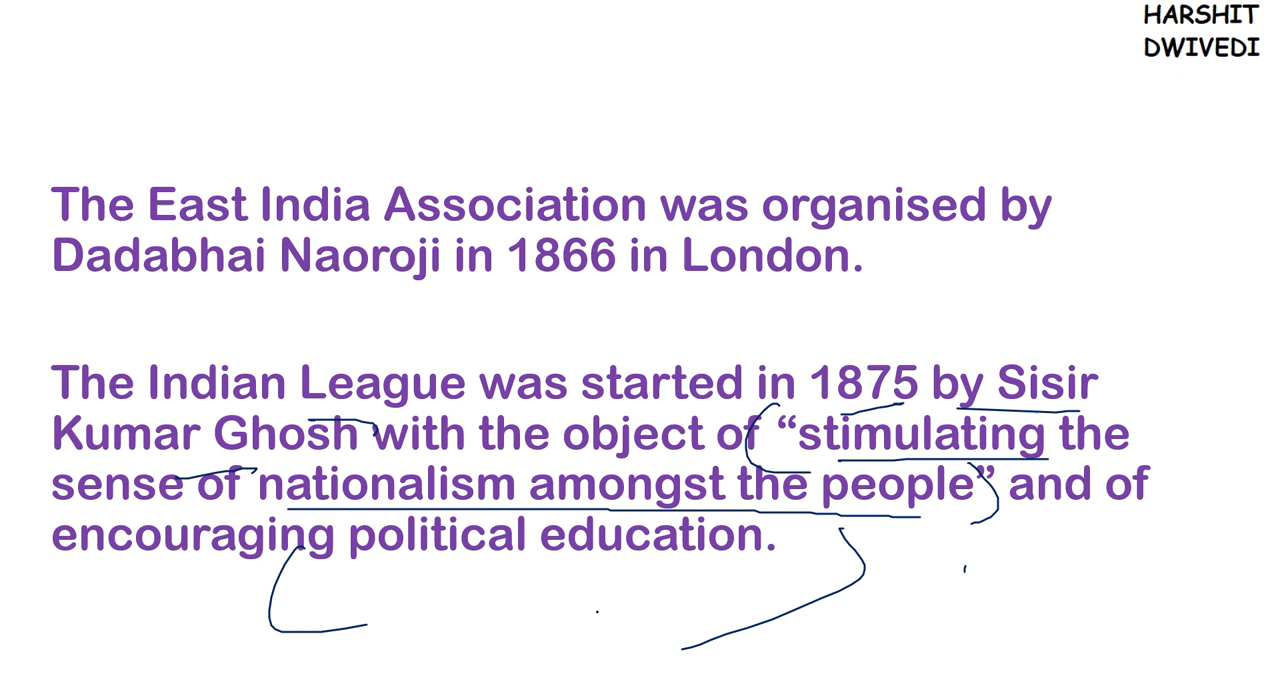 HARSHIT
DWIVEDI
The East India Association was organised by
Dadabhai Naoroji in 1866 in London.
The Indian League was started in 1875 by Sisir
Kumar Ghosh with the object of “stimulating the
sense of nationalism amongst the people” and of
encouraging political education.